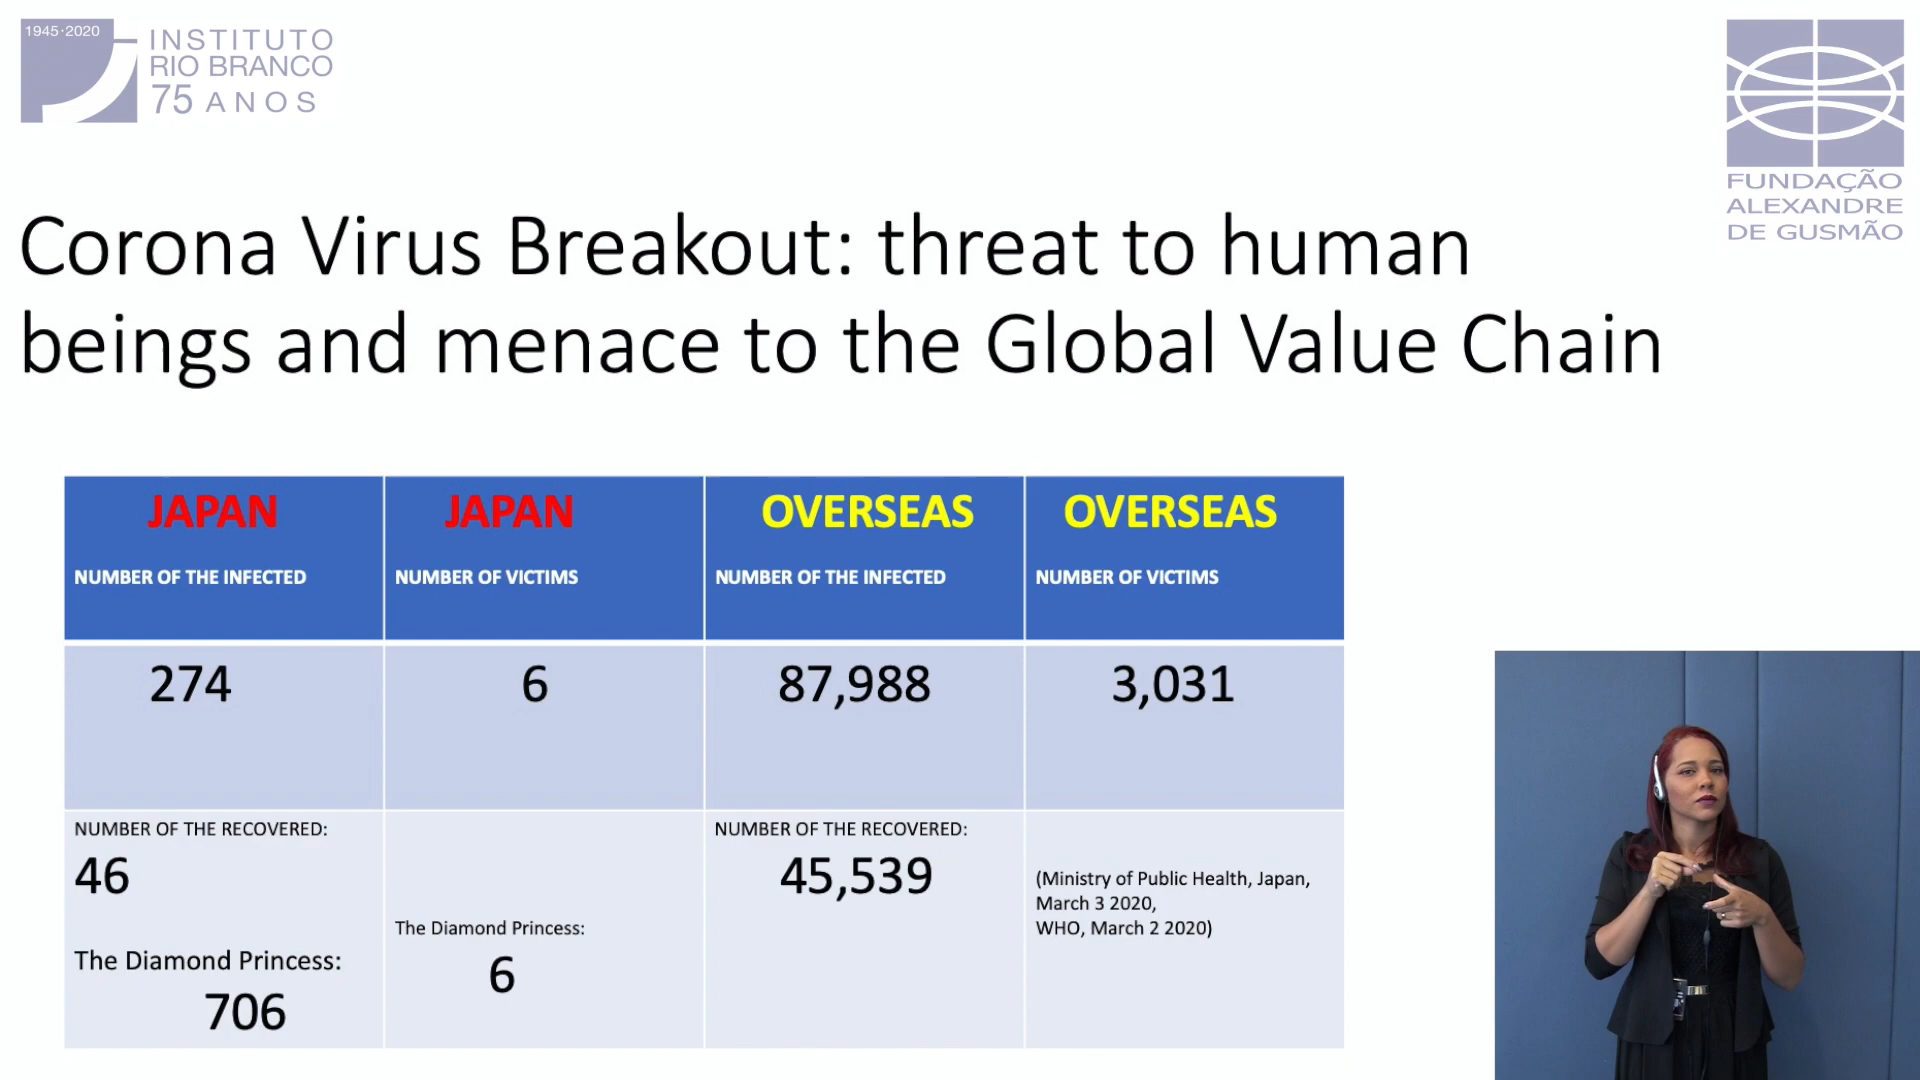 1945·2020
INSTITUTO
RIO BRANCO
75 ANOS
FUNDAÇÃO
ALEXANDRE
DE GUSMÃO
Corona Virus Breakout: threat to human
beings and menace to the Global Value Chain
JAPAN
NUMBER OF THE INFECTED
JAPAN
NUMBER OF VICTIMS
OVERSEAS
NUMBER OF THE INFECTED
OVERSEAS
NUMBER OF VICTIMS
274
6
87,988
3,031
NUMBER OF THE RECOVERED:
46
The Diamond Princess:
706
The Diamond Princess:
6
NUMBER OF THE RECOVERED:
45,539
(Ministry of Public Health, Japan,
March 3 2020,
WHO, March 2 2020)